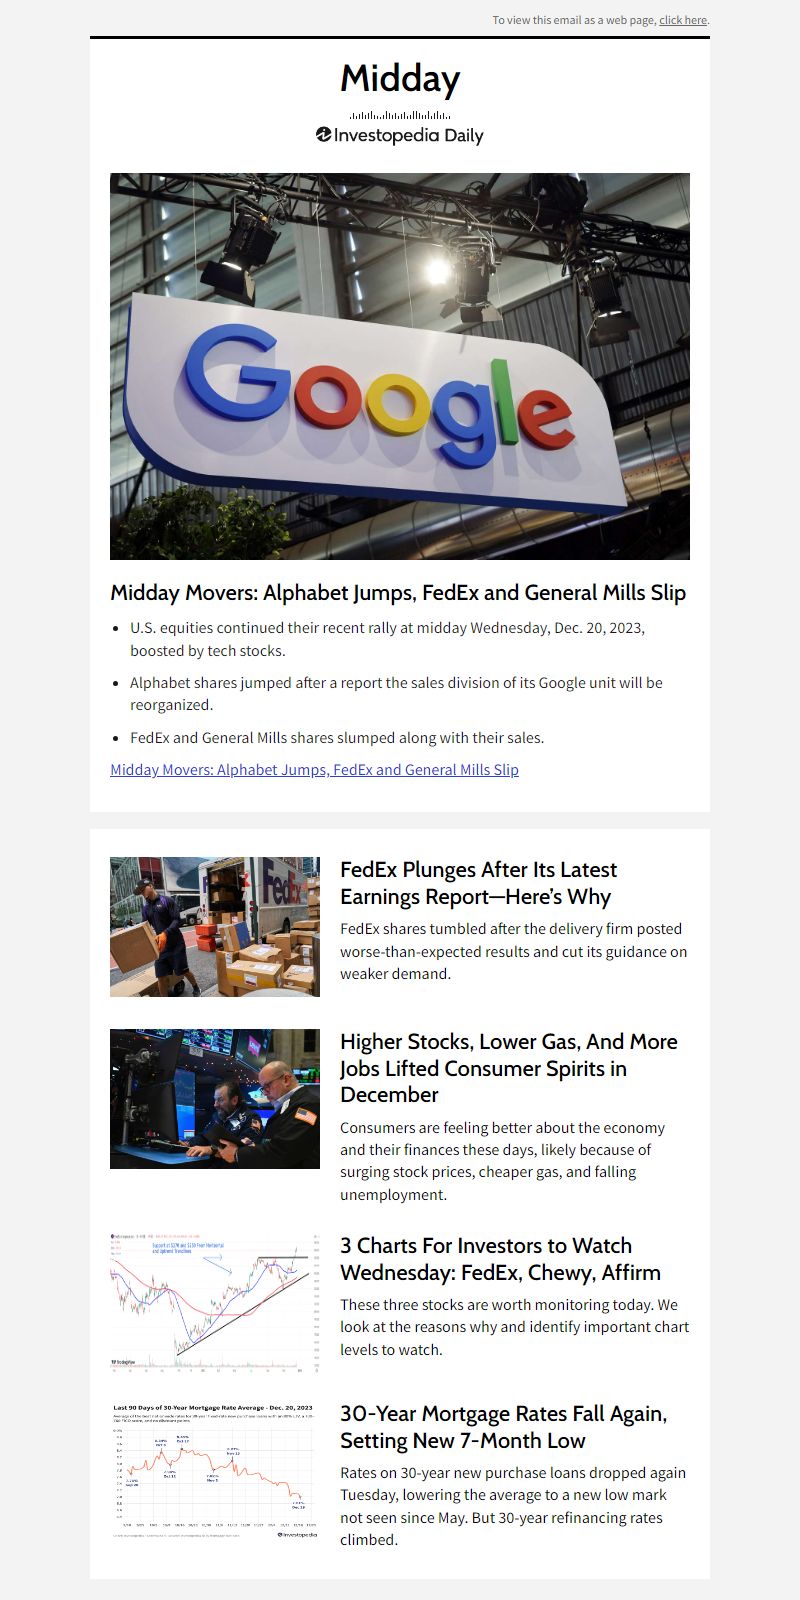 To view this email as a web page, click here.
Midday
Investopedia Daily
Google
Midday Movers: Alphabet Jumps, FedEx and General Mills Slip
• U.S. equities continued their recent rally at midday Wednesday, Dec. 20, 2023,
boosted by tech stocks.
• Alphabet shares jumped after a report the sales division of its Google unit will be
reorganized.
• FedEx and General Mills shares slumped along with their sales.
Midday Movers: Alphabet Jumps, FedEx and General Mills Slip
FedEx
FedEx Plunges After Its Latest
Earnings Report—Here’s Why
FedEx shares tumbled after the delivery firm posted
worse-than-expected results and cut its guidance on
weaker demand.
Higher Stocks, Lower Gas, And More
Jobs Lifted Consumer Spirits in
December
Consumers are feeling better about the economy
and their finances these days, likely because of
surging stock prices, cheaper gas, and falling
unemployment.
and Uptrend Trendlines
TradingView
3 Charts For Investors to Watch
Wednesday: FedEx, Chewy, Affirm
These three stocks are worth monitoring today. We
look at the reasons why and identify important chart
levels to watch.
Last 90 Days of 30-Year Mortgage Rate Average - Dec. 20, 2023
Investopedia
30-Year Mortgage Rates Fall Again,
Setting New 7-Month Low
Rates on 30-year new purchase loans dropped again
Tuesday, lowering the average to a new low mark
not seen since May. But 30-year refinancing rates
climbed.